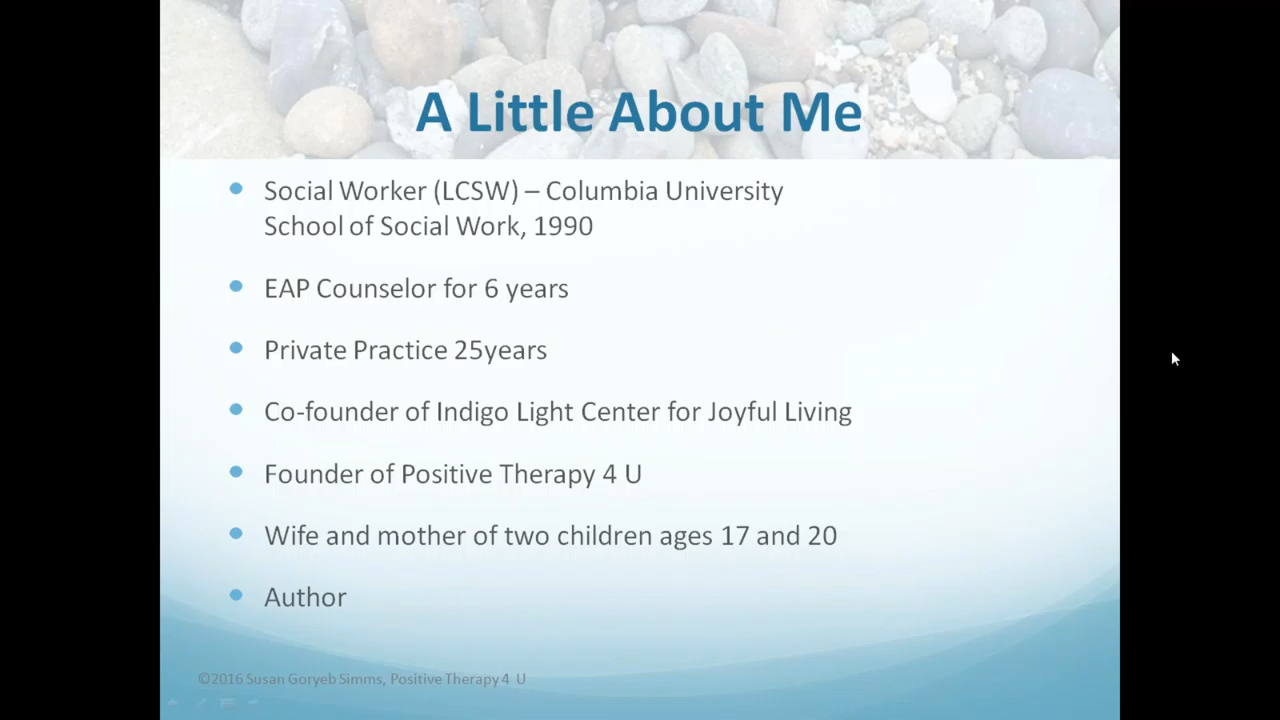 A Little About Me
Social Worker (LCSW) – Columbia University
School of Social Work, 1990
EAP Counselor for 6 years
Private Practice 25years
Co-founder of Indigo Light Center for Joyful Living
Founder of Positive Therapy 4 U
Wife and mother of two children ages 17 and 20
Author
©2016 Susan Goryeb Simms, Positive Therapy 4 U